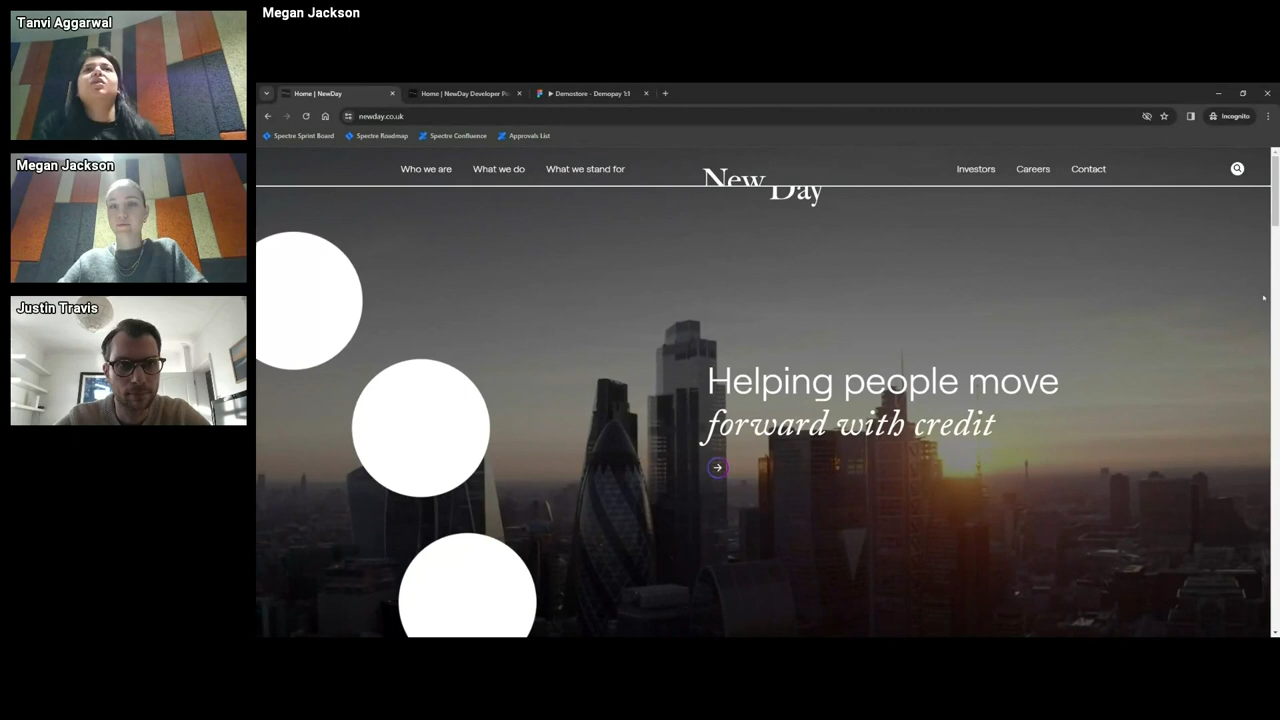 Tanvi Aggarwal
Megan Jackson
Justin Travis
Megan Jackson
Home | NewDay
Home | NewDay Developer P
Demostore - Demopay 1:1
newday.co.uk
Incognito
Spectre Sprint Board
Spectre Roadmap
Spectre Confluence
Approvals List
Who we are
What we do
What we stand for
New Day
Investors
Careers
Contact
Helping people move
forward with credit